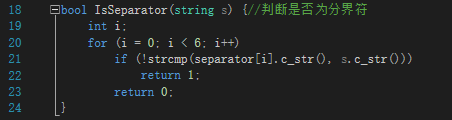 18 bool IsSeparator(string s) {//判断是否为分界符
19 int i;
20 for (i = 0; i < 6; i++)
21 if (!strcmp(separator[i].c_str(), s.c_str()))
22 return 1;
23 return 0;
24 }